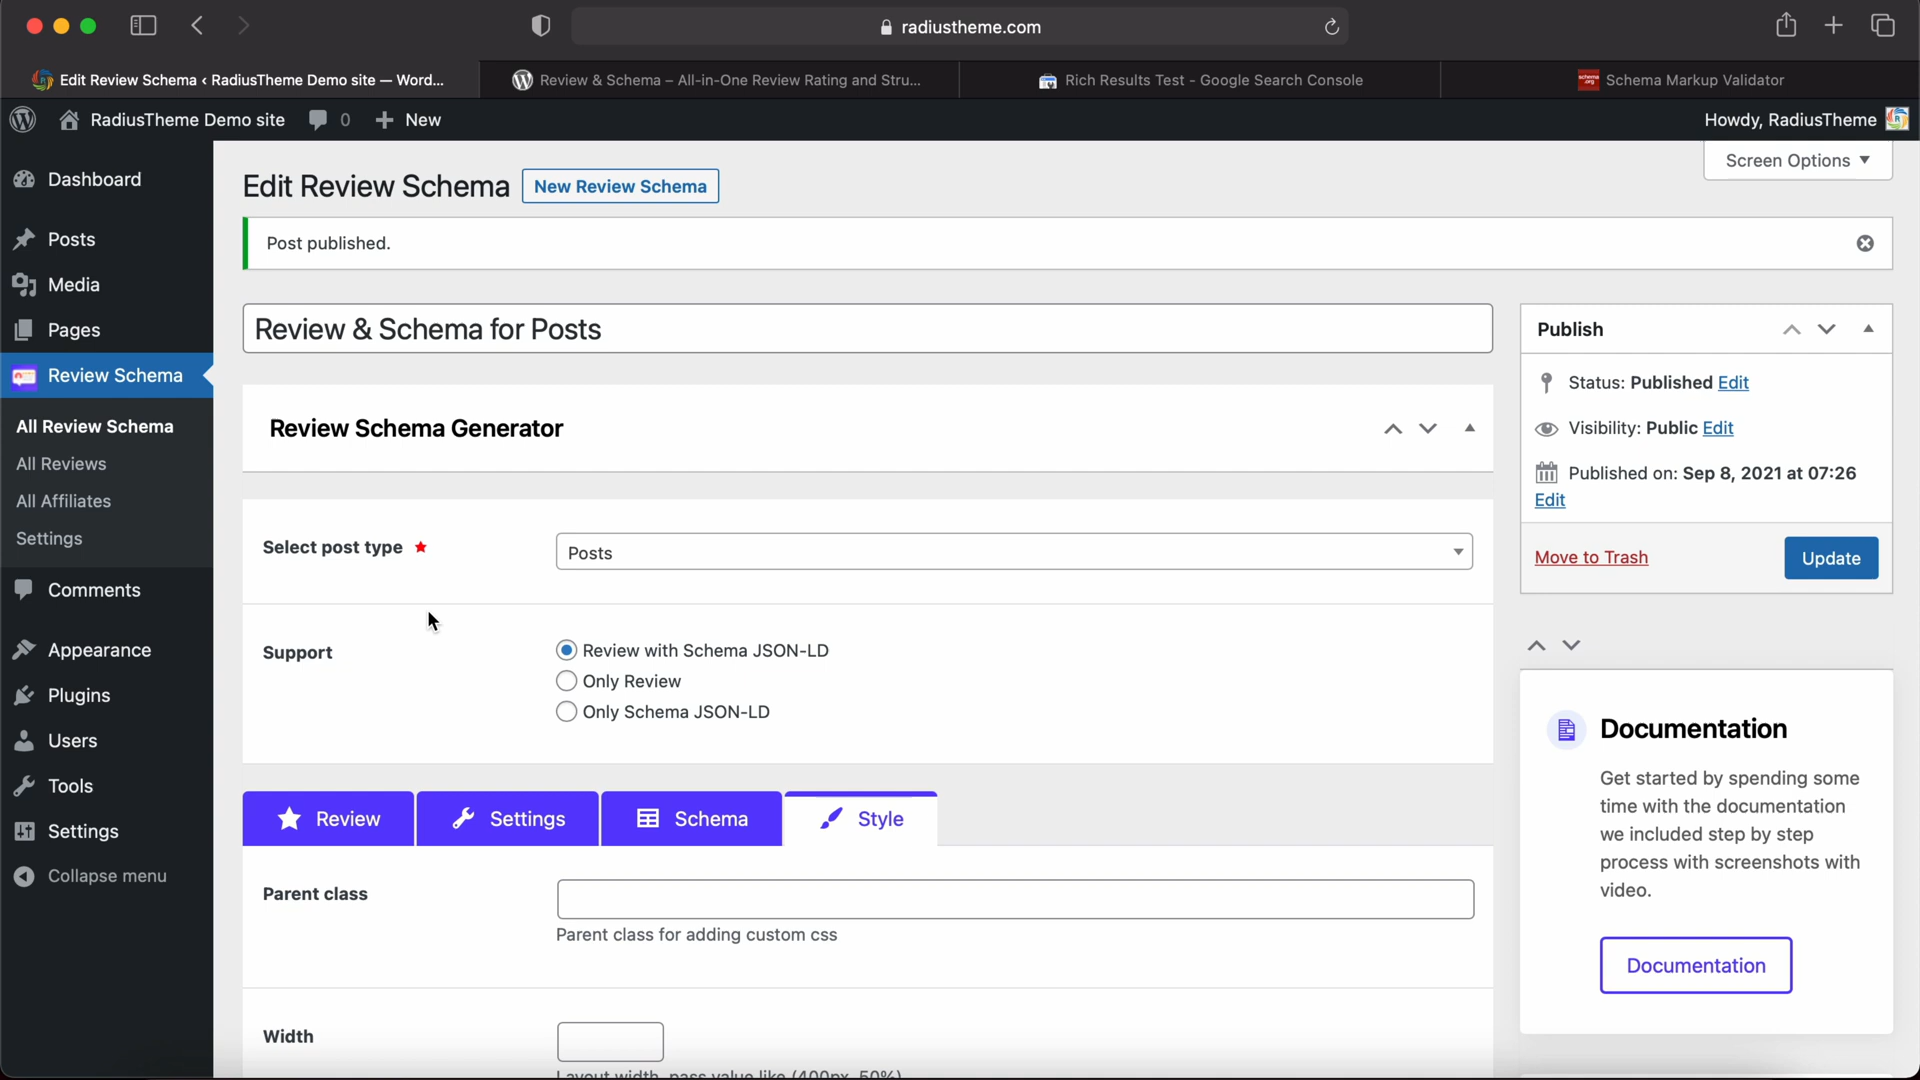 radiustheme.com
Edit Review Schema ‹ RadiusTheme Demo site — Word...
Review & Schema – All-in-One Review Rating and Stru...
Rich Results Test - Google Search Console
Schema Markup Validator
RadiusTheme Demo site
0
New
Howdy, RadiusTheme
Screen Options
Dashboard
Posts
Media
Pages
Review Schema
All Review Schema
All Reviews
All Affiliates
Settings
Comments
Appearance
Plugins
Users
Tools
Settings
Collapse menu
Edit Review Schema
New Review Schema
Post published.
Review & Schema for Posts
Review Schema Generator
Select post type
Posts
Support
Review with Schema JSON-LD
Only Review
Only Schema JSON-LD
Review
Settings
Schema
Style
Parent class
Parent class for adding custom css
Width
Layout width, pass value like (400px, 50%)
Publish
Status: Published Edit
Visibility: Public Edit
Published on: Sep 8, 2021 at 07:26
Edit
Move to Trash
Update
Documentation
Get started by spending some
time with the documentation
we included step by step
process with screenshots with
video.
Documentation